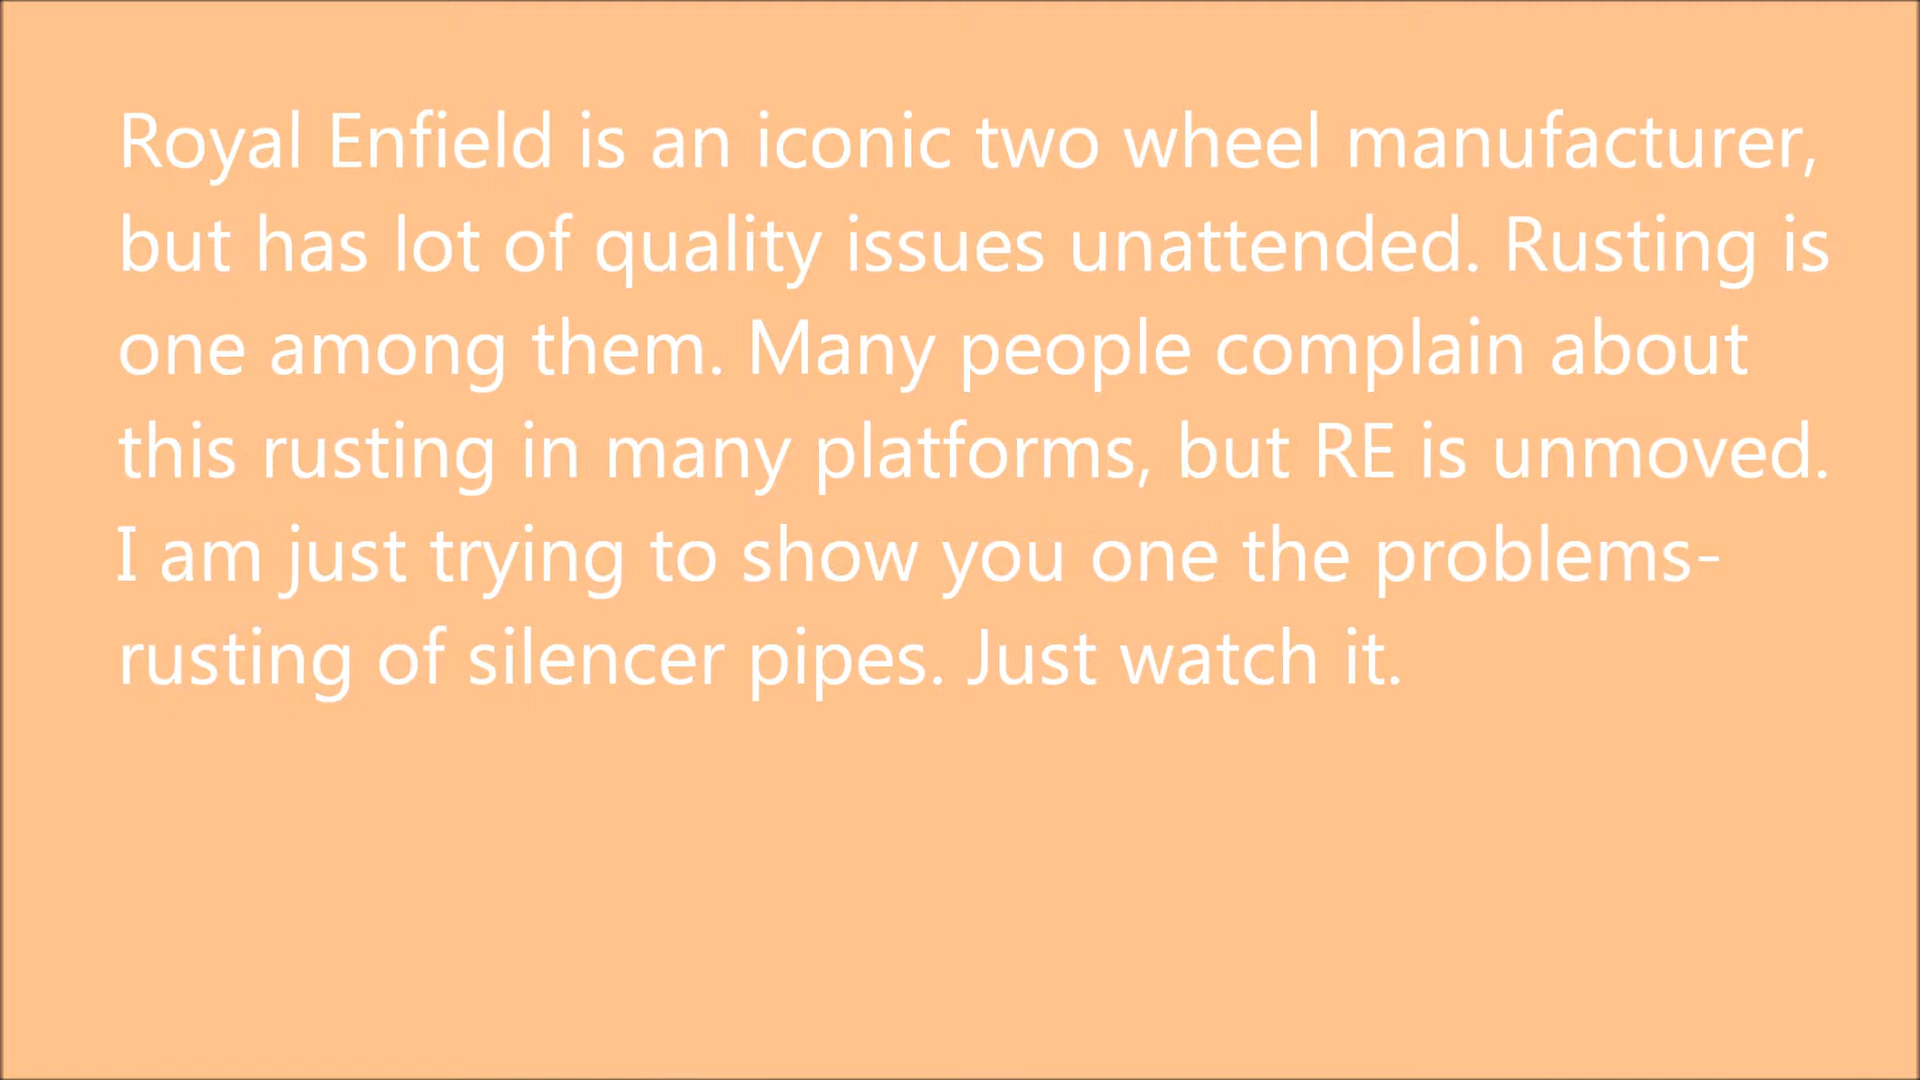 Royal Enfield is an iconic two wheel manufacturer,
but has lot of quality issues unattended. Rusting is
one among them. Many people complain about
this rusting in many platforms, but RE is unmoved.
I am just trying to show you one the problems-
rusting of silencer pipes. Just watch it.